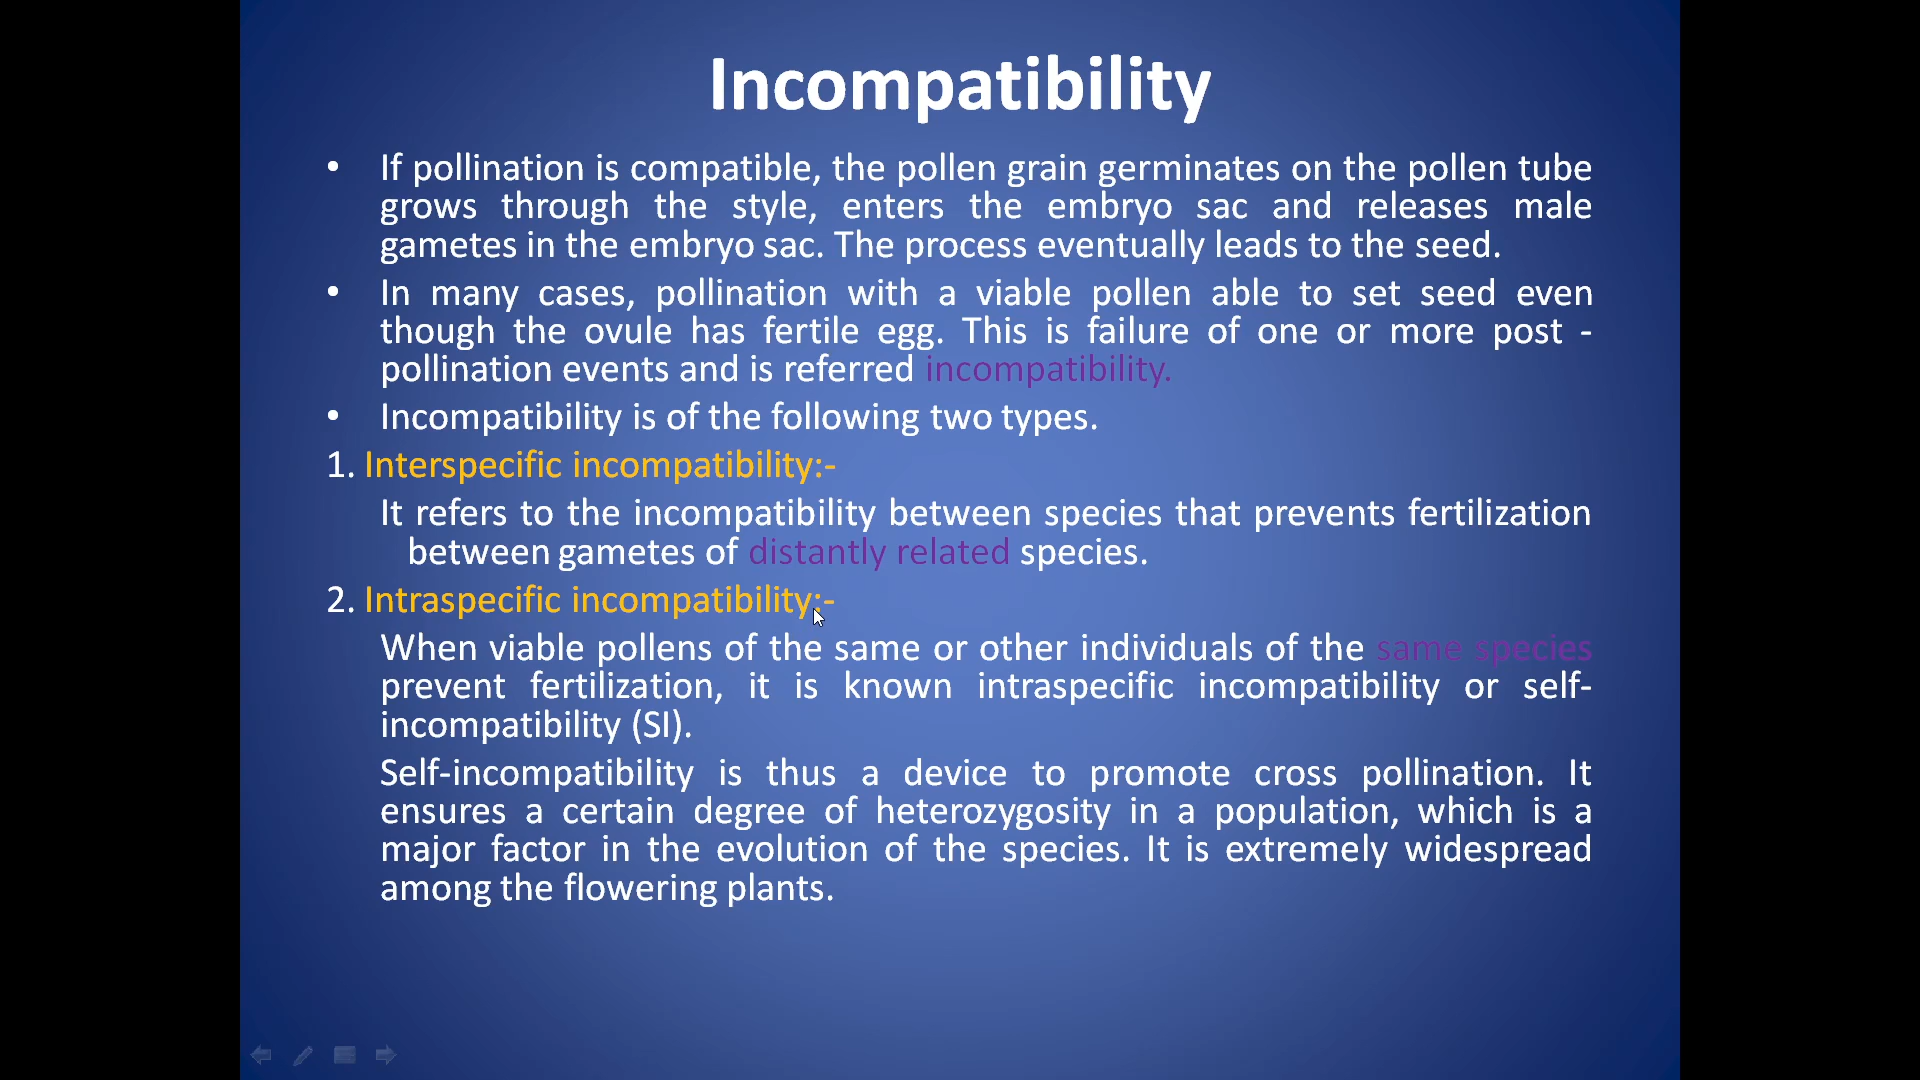 Incompatibility
• If pollination is compatible, the pollen grain germinates on the pollen tube
grows through the style, enters the embryo sac and releases male
gametes in the embryo sac. The process eventually leads to the seed.
• In many cases, pollination with a viable pollen able to set seed even
though the ovule has fertile egg. This is failure of one or more post -
pollination events and is referred incompatibility.
• Incompatibility is of the following two types.
1. Interspecific incompatibility:-
It refers to the incompatibility between species that prevents fertilization
between gametes of distantly related species.
2. Intraspecific incompatibility:-
When viable pollens of the same or other individuals of the same species
prevent fertilization, it is known intraspecific incompatibility or self-
incompatibility (SI).
Self-incompatibility is thus a device to promote cross pollination. It
ensures a certain degree of heterozygosity in a population, which is a
major factor in the evolution of the species. It is extremely widespread
among the flowering plants.